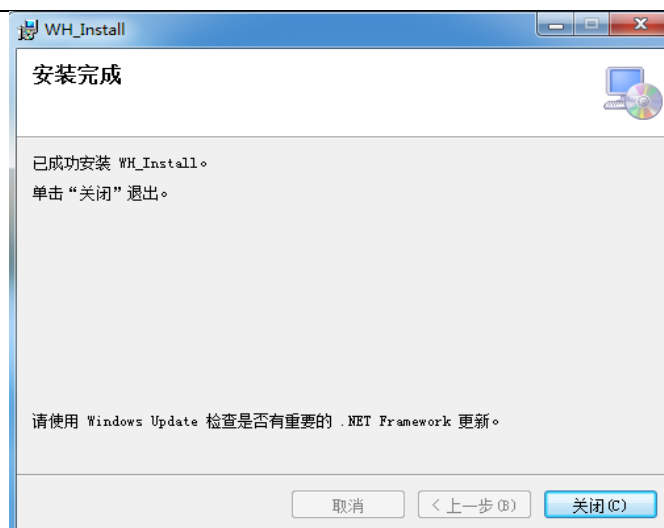 WH_Install
安装完成
已成功安装 WH_Install。
单击“关闭”退出。
请使用 Windows Update 检查是否有重要的 .NET Framework 更新。
取消
< 上一步(B)
关闭(C)